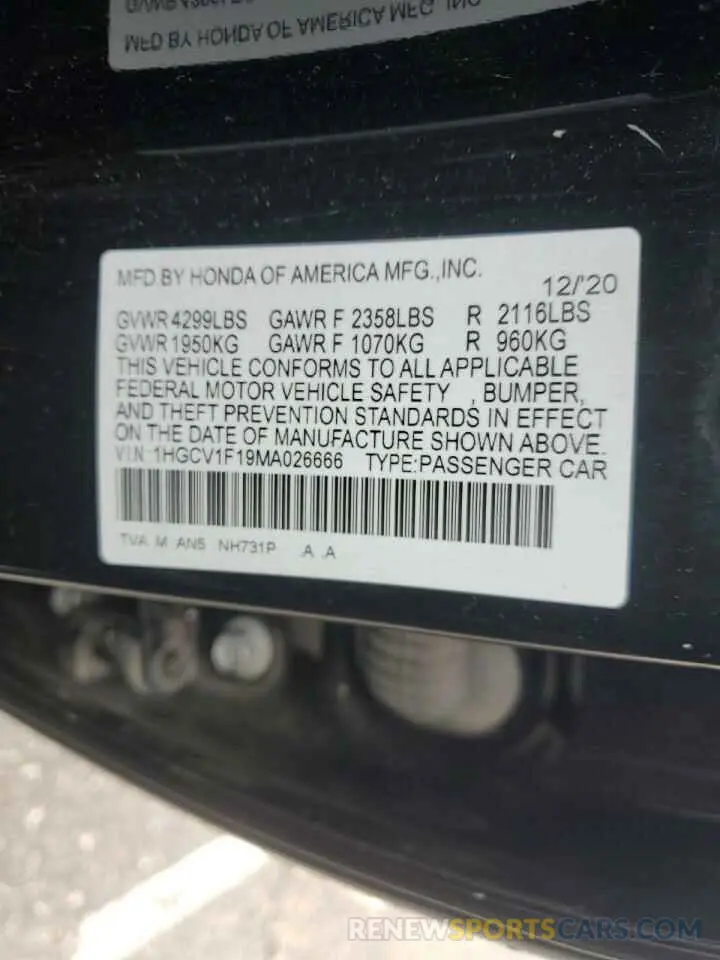 MFD BY HONDA OF AMERICA MFG., INC
MFD.BY HONDA OF AMERICA MFG.,INC. 12/'20
GVWR 4299LBS GAWR F 2358LBS R 2116LBS
GVWR 1950KG GAWR F 1070KG R 960KG
THIS VEHICLE CONFORMS TO ALL APPLICABLE
FEDERAL MOTOR VEHICLE SAFETY , BUMPER,
AND THEFT PREVENTION STANDARDS IN EFFECT
ON THE DATE OF MANUFACTURE SHOWN ABOVE.
VIN:1HGCV1F19MA026666 TYPE:PASSENGER CAR
TVA M AN5 NH731P A A
RENEWSPORTSCARS.COM